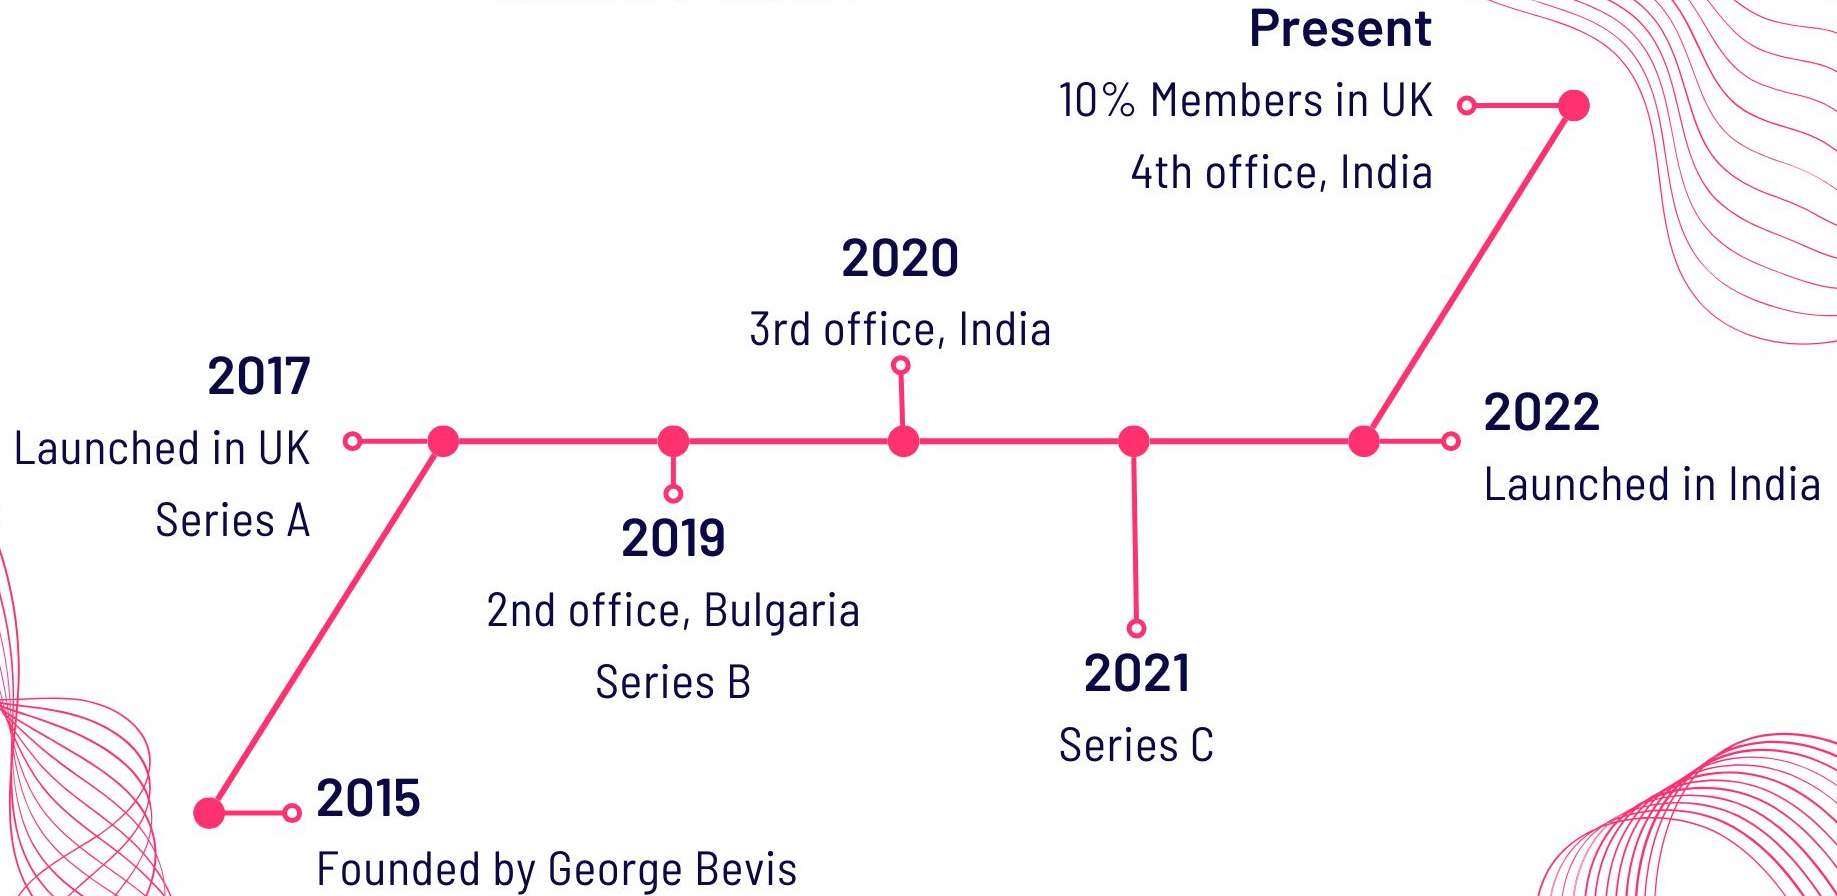 Present
10% Members in UK
4th office, India
2020
3rd office, India
2017
Launched in UK
Series A
2022
Launched in India
2019
2nd office, Bulgaria
Series B
2021
Series C
2015
Founded by George Bevis